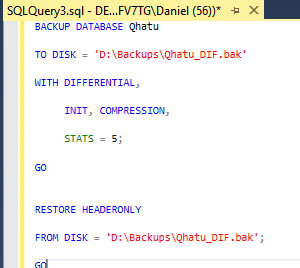 SQLQuery3.sql - DE...FV7TG\Daniel (56))*
BACKUP DATABASE Qhatu
TO DISK = 'D:\Backups\Qhatu_DIF.bak'
WITH DIFFERENTIAL,
INIT, COMPRESSION,
STATS = 5;
GO
RESTORE HEADERONLY
FROM DISK = 'D:\Backups\Qhatu_DIF.bak';
GO